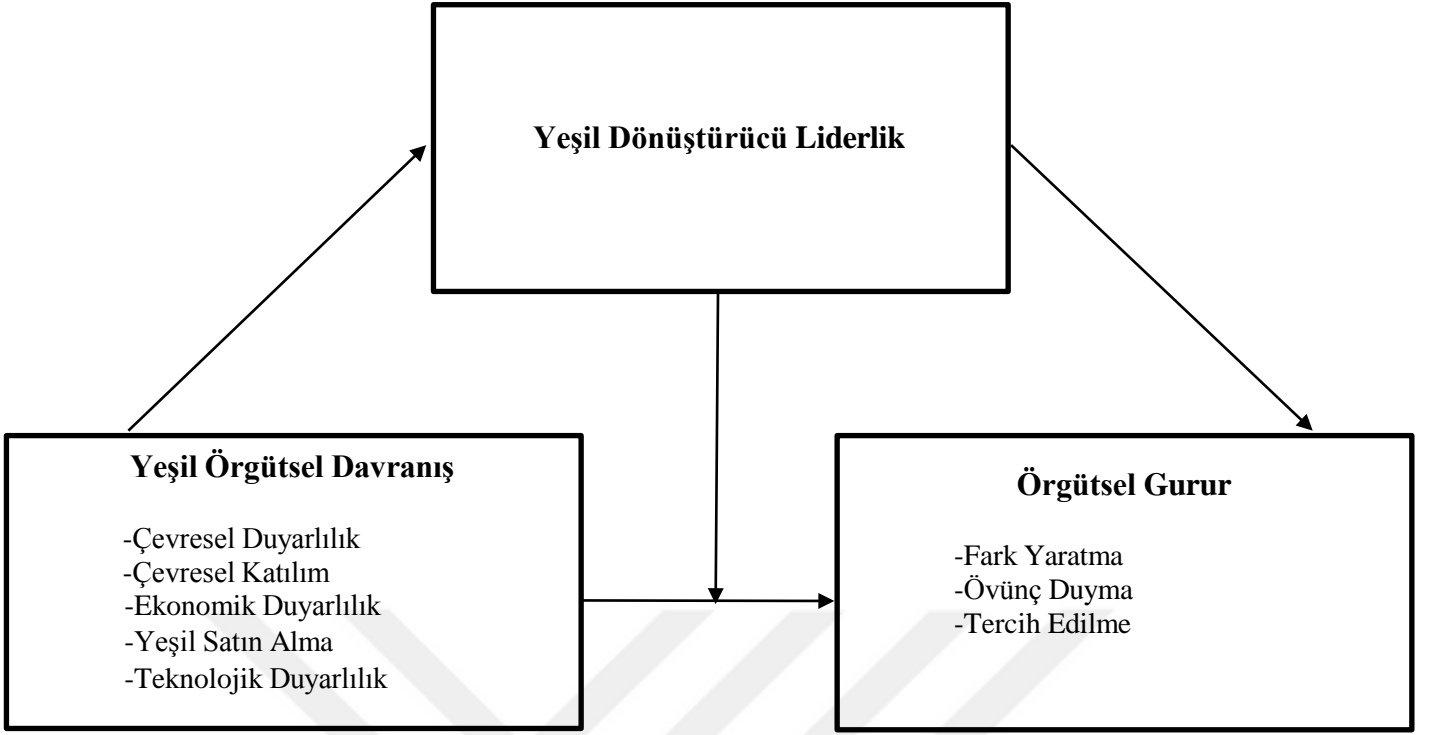 Yeşil Dönüştürücü Liderlik
Yeşil Örgütsel Davranış
-Çevresel Duyarlılık
-Çevresel Katılım
-Ekonomik Duyarlılık
-Yeşil Satın Alma
-Teknolojik Duyarlılık
Örgütsel Gurur
-Fark Yaratma
-Övünç Duyma
-Tercih Edilme